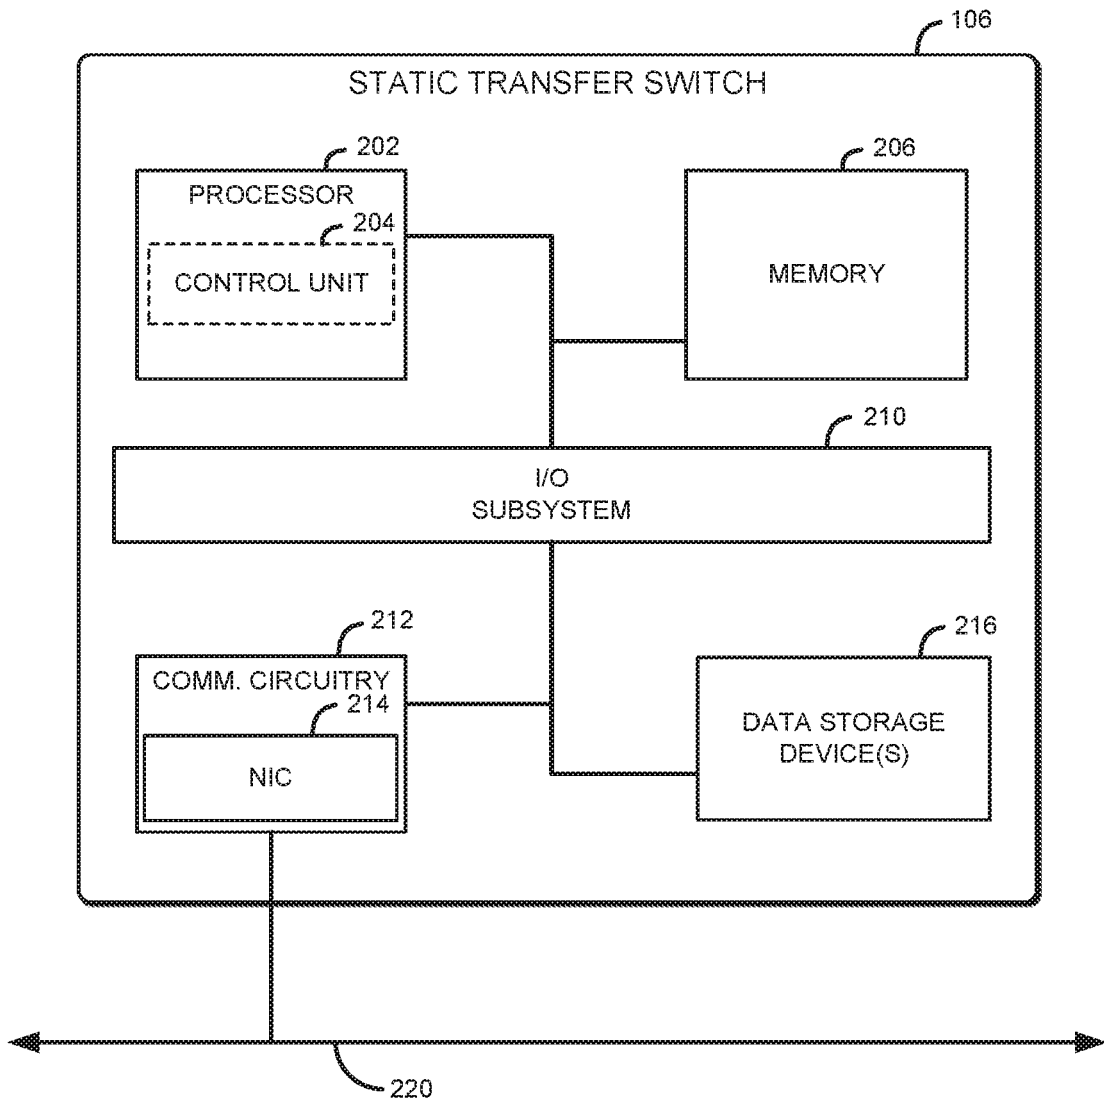 106
STATIC TRANSFER SWITCH
202
PROCESSOR
204
CONTROL UNIT
206
MEMORY
210
I/O
SUBSYSTEM
212
COMM. CIRCUITRY
214
NIC
216
DATA STORAGE
DEVICE(S)
220